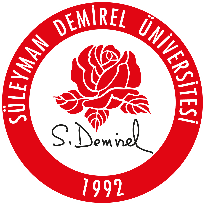 SÜLEYMAN DEMİREL ÜNİVERSİTESİ
S. Demirel
1992